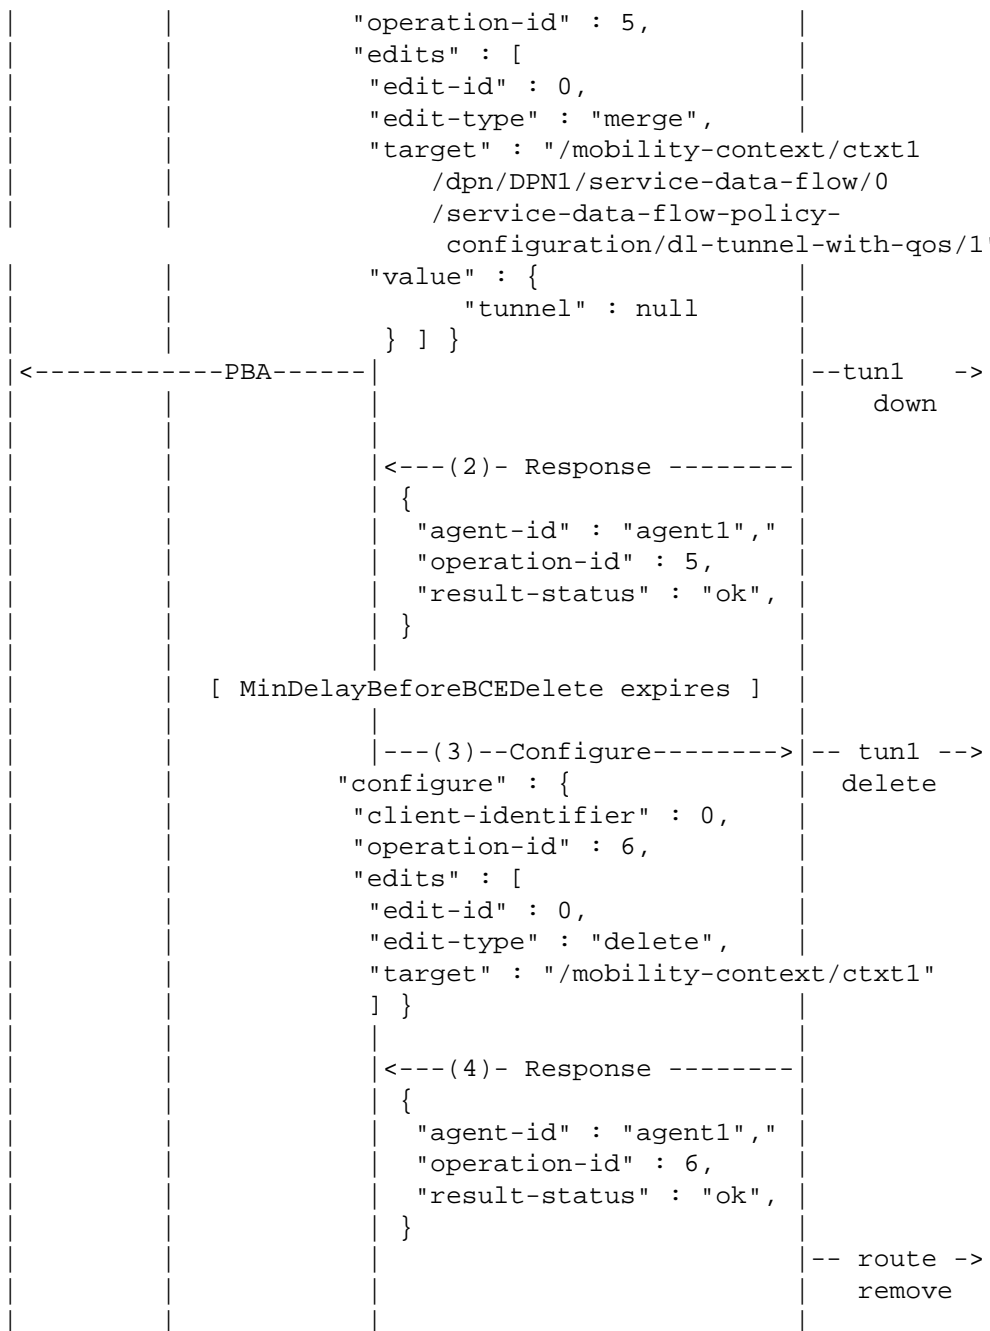 |         |           "operation-id" : 5,           |
|         |           "edits" : [                   |
|         |            "edit-id" : 0,               |
|         |            "edit-type" : "merge",       |
|         |            "target" : "/mobility-context/ctxt1
|         |                /dpn/DPN1/service-data-flow/0
|         |                /service-data-flow-policy-
                            configuration/dl-tunnel-with-qos/1"
|         |            "value" : {                  |
|         |                  "tunnel" : null        |
|         |             } ] }                       |
|<------------PBA------|                          |--tun1   ->
|         |            |                          |    down
|         |            |                          |
|         |            |<---(2)- Response --------|
|         |            | {                        |
|         |            |  "agent-id" : "agent1"," |
|         |            |  "operation-id" : 5,     |
|         |            |  "result-status" : "ok", |
|         |            | }                        |
|         |            |                          |
|         |  [ MinDelayBeforeBCEDelete expires ]  |
|         |            |                          |
|         |            |---(3)--Configure-------->|-- tun1 -->
|         |          "configure" : {              |  delete
|         |           "client-identifier" : 0,    |
|         |           "operation-id" : 6,         |
|         |           "edits" : [                 |
|         |            "edit-id" : 0,             |
|         |            "edit-type" : "delete",    |
|         |            "target" : "/mobility-context/ctxt1"
|         |            ] }                        |
|         |            |                          |
|         |            |<---(4)- Response --------|
|         |            | {                        |
|         |            |  "agent-id" : "agent1"," |
|         |            |  "operation-id" : 6,     |
|         |            |  "result-status" : "ok", |
|         |            | }                        |
|         |            |                          |-- route ->
|         |            |                          |   remove
|         |            |                          |